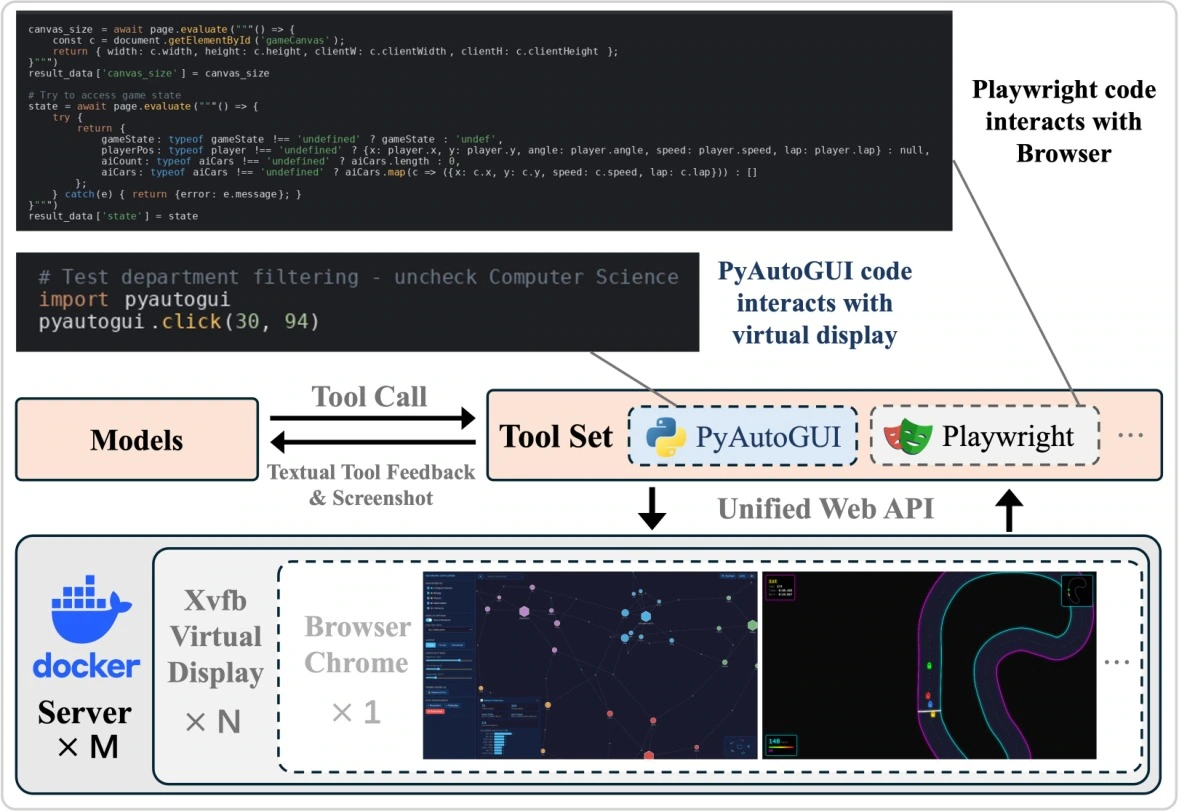 canvas_size = await page.evaluate("""() => {
const c = document.getElementById('gameCanvas');
return { width: c.width, height: c.height, clientW: c.clientWidth, clientH: c.clientHeight };
}""")
result_data['canvas_size'] = canvas_size
# Try to access game state
state = await page.evaluate("""() => {
try {
return {
gameState: typeof gameState !== 'undefined' ? gameState : 'undef',
playerPos: typeof player !== 'undefined' ? {x: player.x, y: player.y, angle: player.angle, speed: player.speed, lap: player.lap} : null,
aiCount: typeof aiCars !== 'undefined' ? aiCars.length : 0,
aiCars: typeof aiCars !== 'undefined' ? aiCars.map(c => ({x: c.x, y: c.y, speed: c.speed, lap: c.lap})) : []
};
} catch(e) { return {error: e.message}; }
}""")
result_data['state'] = state
Playwright code
interacts with
Browser
# Test department filtering - uncheck Computer Science
import pyautogui
pyautogui.click(30, 94)
PyAutoGUI code
interacts with
virtual display
Models
Tool Call
Textual Tool Feedback
& Screenshot
Tool Set
PyAutoGUI
Playwright
...
Unified Web API
docker
Server
× M
Xvfb
Virtual
Display
× N
Browser
Chrome
× 1
148
...